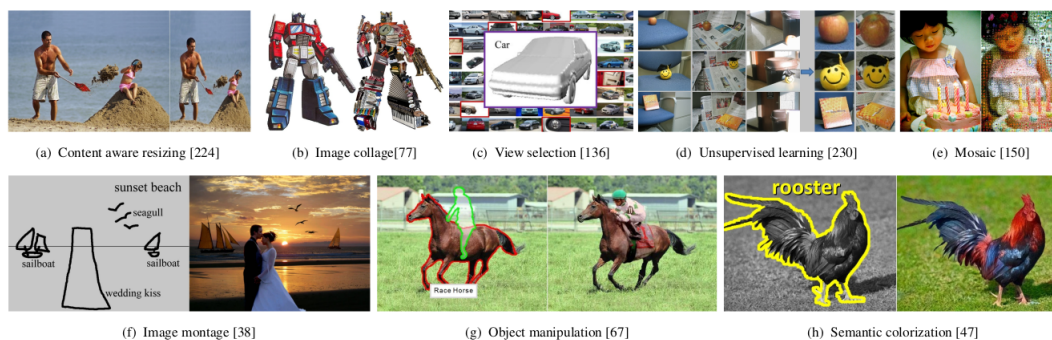 Car
(a) Content aware resizing [224]
(b) Image collage[77]
(c) View selection [136]
(d) Unsupervised learning [230]
(e) Mosaic [150]
sunset beach
seagull
sailboat
sailboat
wedding kiss
Race Horse
rooster
(f) Image montage [38]
(g) Object manipulation [67]
(h) Semantic colorization [47]